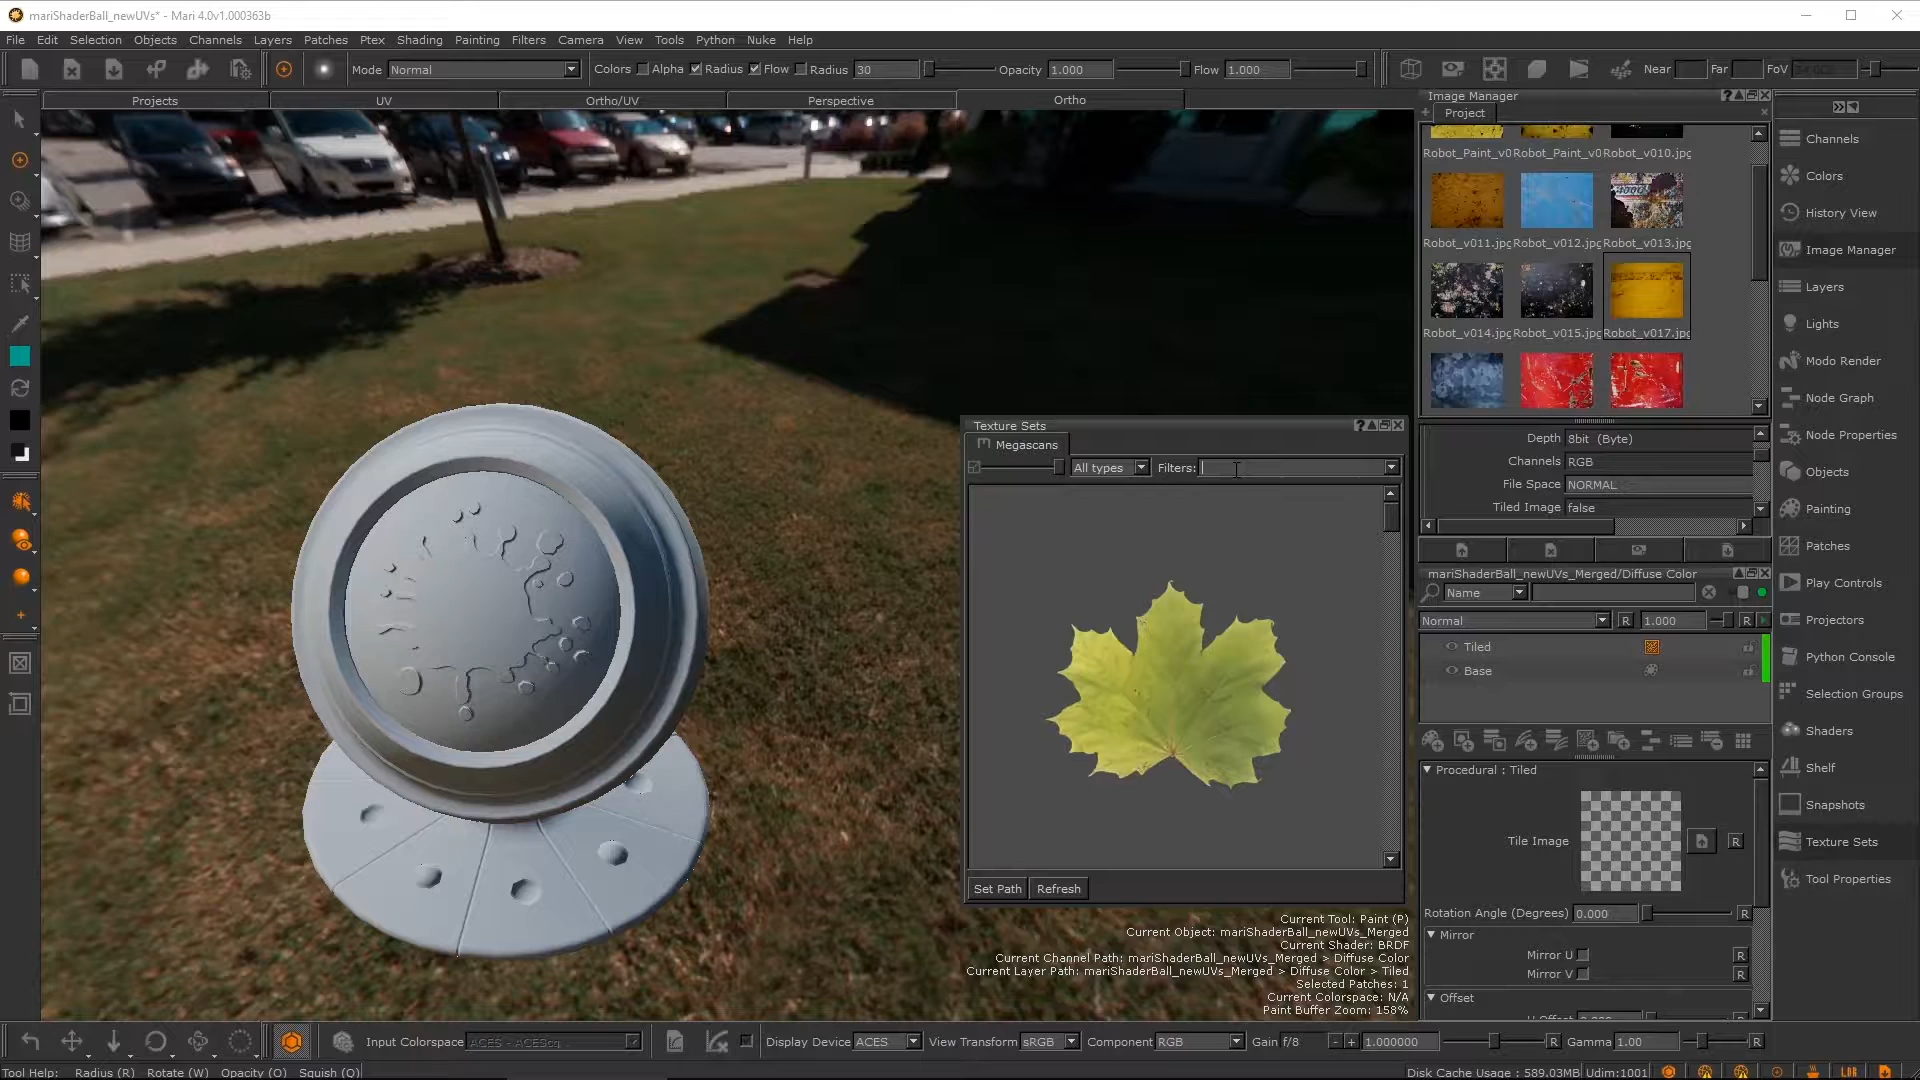 mariShaderBall_newUVs* - Mari 4.0v1.000363b
File Edit Selection Objects Channels Layers Patches Ptex Shading Painting Filters Camera View Tools Python Nuke Help
Mode Normal Colors Alpha Radius Flow Radius 30 Opacity 1.000 Flow 1.000 Near Far FoV
Projects UV Ortho/UV Perspective Ortho
Image Manager
Project
Robot_Paint_v0 Robot_Paint_v0 Robot_v010.jpg
Robot_v011.jpg Robot_v012.jpg Robot_v013.jpg
Robot_v014.jpg Robot_v015.jpg Robot_v017.jpg
Depth 8bit (Byte)
Channels RGB
File Space NORMAL
Tiled Image false
mariShaderBall_newUVs_Merged/Diffuse Color
Name
Normal R 1.000 R
Tiled
Base
Procedural : Tiled
Tile Image R
Rotation Angle (Degrees) 0.000 R
Mirror
Mirror U R
Mirror V R
Offset
Channels
Colors
History View
Image Manager
Layers
Lights
Modo Render
Node Graph
Node Properties
Objects
Painting
Patches
Play Controls
Projectors
Python Console
Selection Groups
Shaders
Shelf
Snapshots
Texture Sets
Tool Properties
Texture Sets
Megascans
All types Filters:
Set Path Refresh
Current Tool: Paint (P)
Current Object: mariShaderBall_newUVs_Merged
Current Shader: BRDF
Current Channel Path: mariShaderBall_newUVs_Merged > Diffuse Color
Current Layer Path: mariShaderBall_newUVs_Merged > Diffuse Color > Tiled
Selected Patches: 1
Current Colorspace: N/A
Paint Buffer Zoom: 158%
Input Colorspace ACES - ACEScg Display Device ACES View Transform sRGB Component RGB Gain f/8 - + 1.000000 R Gamma 1.00 R
Tool Help: Radius (R) Rotate (W) Opacity (O) Squish (Q)
Disk Cache Usage : 589.03MB Udim:1001